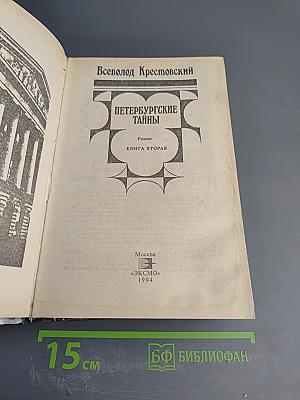 Всеволод Крестовский
ПЕТЕРБУРГСКИЕ
ТАЙНЫ
Роман
КНИГА ВТОРАЯ
Москва
«ЭКСМО»
1994
15 см
БФ БИБЛИОФАН